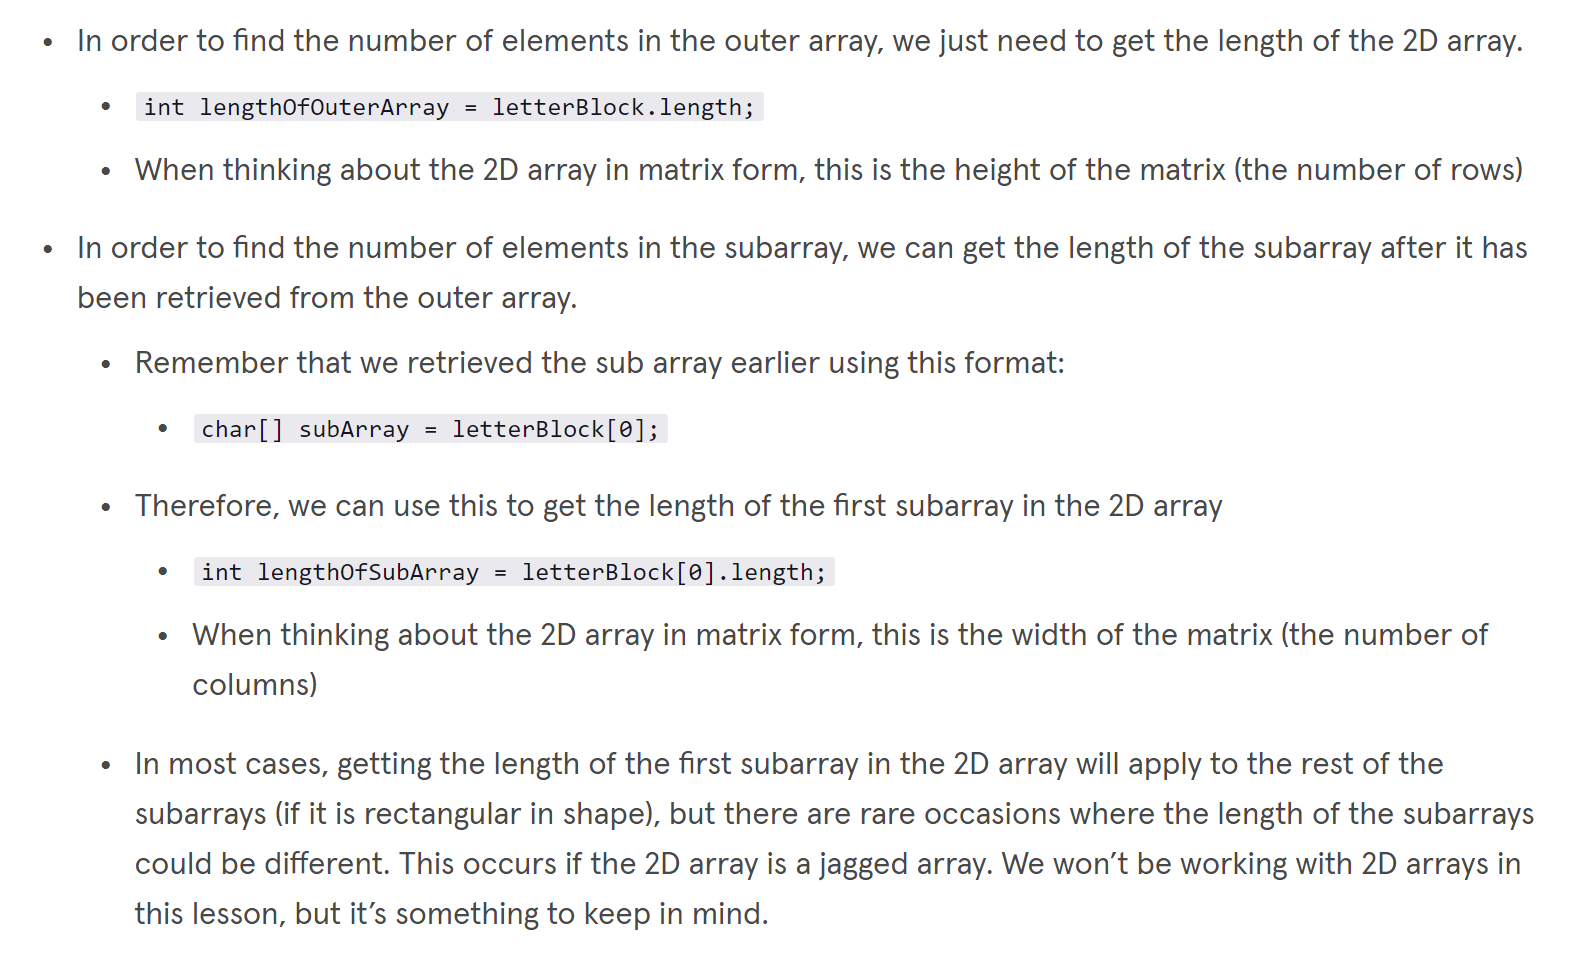 In order to find the number of elements in the outer array, we just need to get the length of the 2D array.
int lengthOfOuterArray = letterBlock.length;
When thinking about the 2D array in matrix form, this is the height of the matrix (the number of rows)
In order to find the number of elements in the subarray, we can get the length of the subarray after it has
been retrieved from the outer array.
Remember that we retrieved the sub array earlier using this format:
char[] subArray = letterBlock[0];
Therefore, we can use this to get the length of the first subarray in the 2D array
int lengthOfSubArray = letterBlock[0].length;
When thinking about the 2D array in matrix form, this is the width of the matrix (the number of
columns)
In most cases, getting the length of the first subarray in the 2D array will apply to the rest of the
subarrays (if it is rectangular in shape), but there are rare occasions where the length of the subarrays
could be different. This occurs if the 2D array is a jagged array. We won’t be working with 2D arrays in
this lesson, but it’s something to keep in mind.